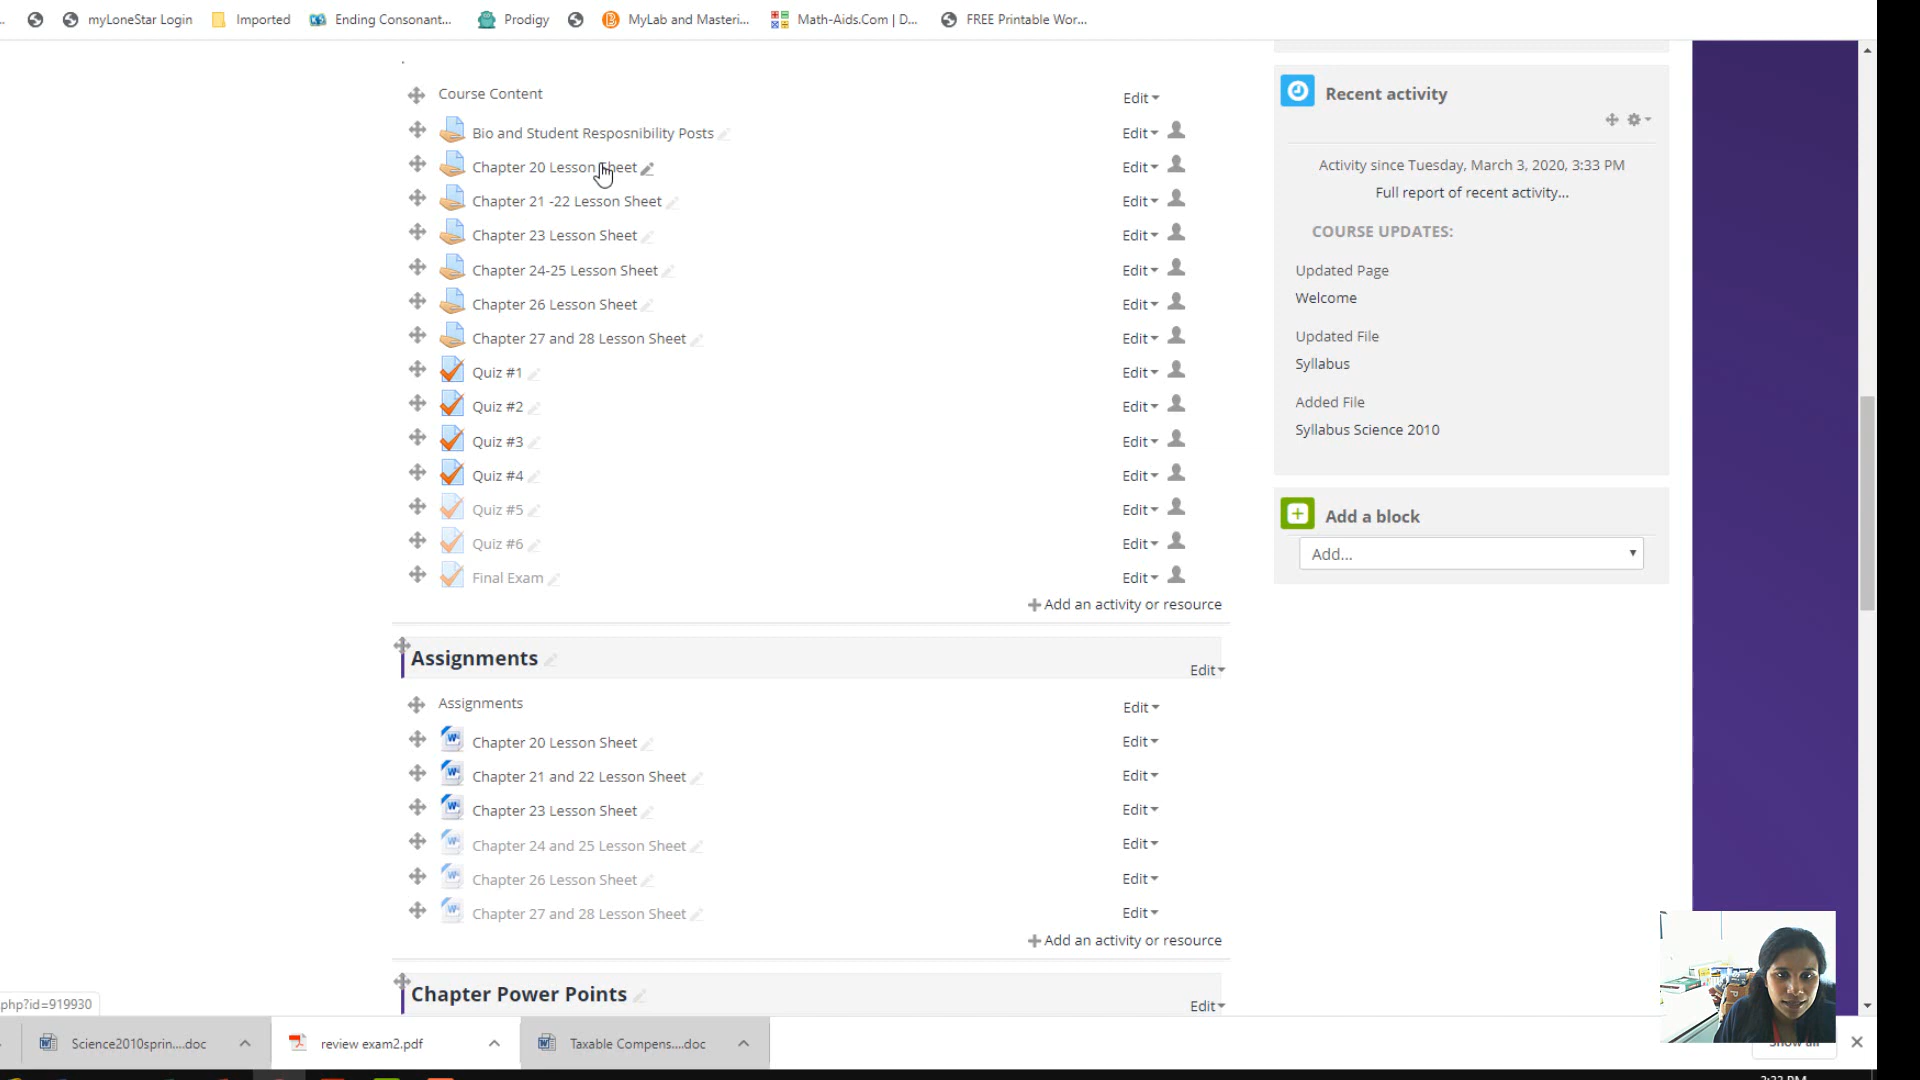 myLoneStar Login
Imported
Ending Consonant...
Prodigy
MyLab and Masteri...
Math-Aids.Com | D...
FREE Printable Wor...
.
Course Content
Edit
Bio and Student Resposnibility Posts
Edit
Chapter 20 Lesson Sheet
Edit
Chapter 21 -22 Lesson Sheet
Edit
Chapter 23 Lesson Sheet
Edit
Chapter 24-25 Lesson Sheet
Edit
Chapter 26 Lesson Sheet
Edit
Chapter 27 and 28 Lesson Sheet
Edit
Quiz #1
Edit
Quiz #2
Edit
Quiz #3
Edit
Quiz #4
Edit
Quiz #5
Edit
Quiz #6
Edit
Final Exam
Edit
Add an activity or resource
Assignments
Edit
Assignments
Edit
Chapter 20 Lesson Sheet
Edit
Chapter 21 and 22 Lesson Sheet
Edit
Chapter 23 Lesson Sheet
Edit
Chapter 24 and 25 Lesson Sheet
Edit
Chapter 26 Lesson Sheet
Edit
Chapter 27 and 28 Lesson Sheet
Edit
Add an activity or resource
Chapter Power Points
Edit
Recent activity
Activity since Tuesday, March 3, 2020, 3:33 PM
Full report of recent activity...
COURSE UPDATES:
Updated Page
Welcome
Updated File
Syllabus
Added File
Syllabus Science 2010
Add a block
Add...
php?id=919930
Science2010sprin....doc
review exam2.pdf
Taxable Compens....doc